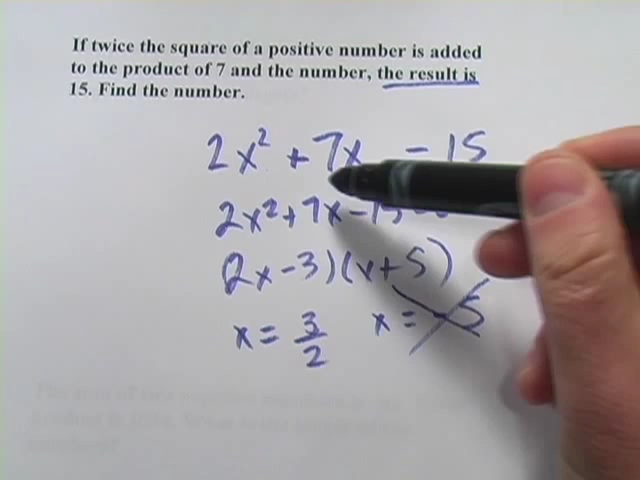 If twice the square of a positive number is added
to the product of 7 and the number, the result is
15. Find the number.
2x² + 7x = 15
2x² + 7x - 15
(2x - 3)(x + 5)
x = 3/2 x = -5